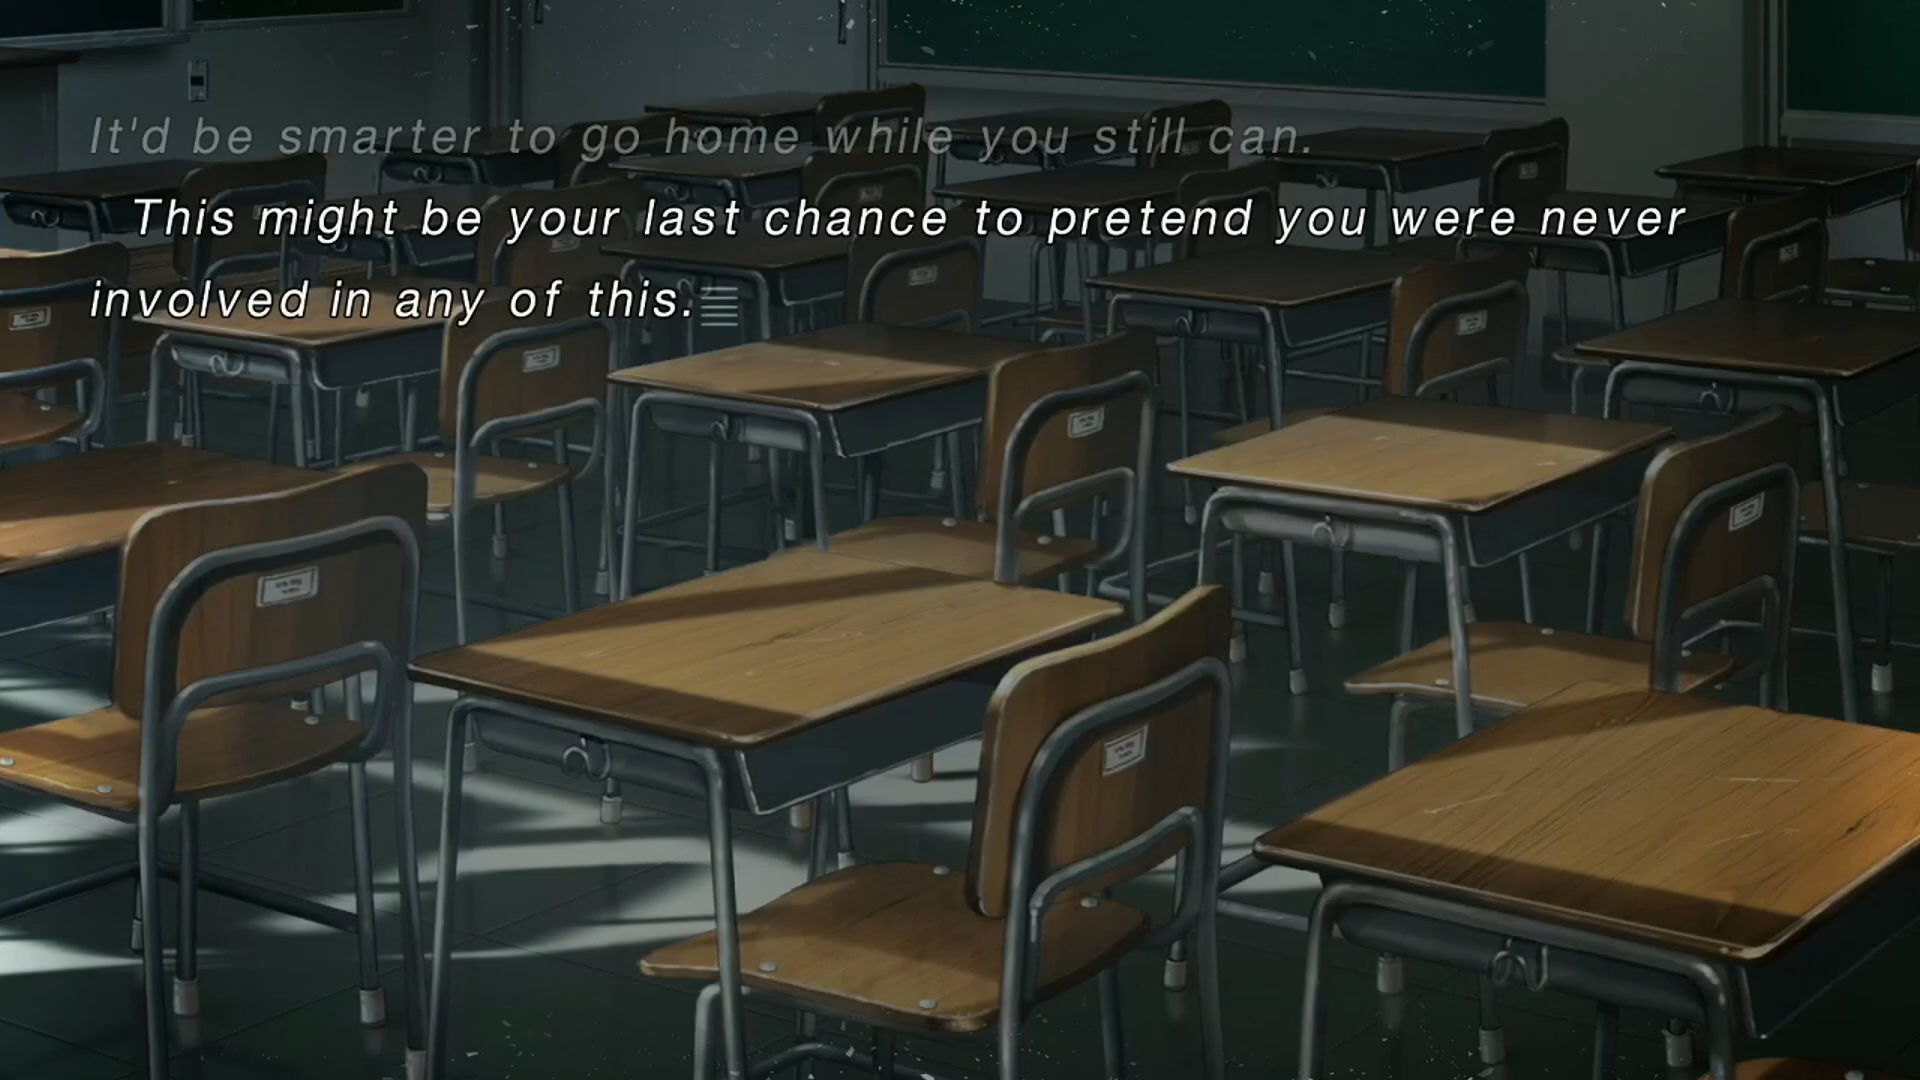 It'd be smarter to go home while you still can.
This might be your last chance to pretend you were never
involved in any of this.